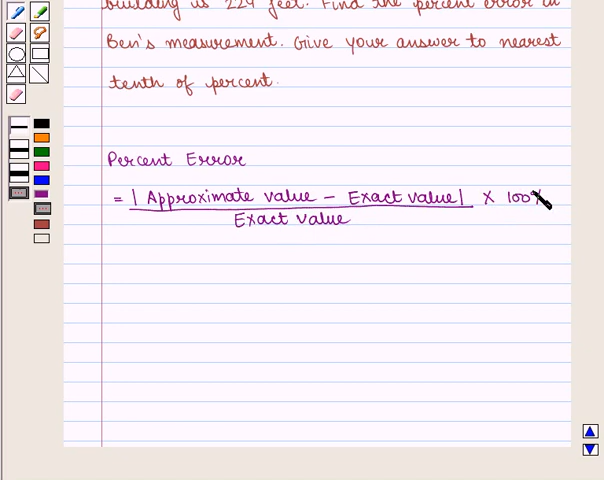 building is 224 feet. Find the percent error in
Ben's measurement. Give your answer to nearest
tenth of percent.
Percent Error
= | Approximate value - Exact value | × 100%
Exact value